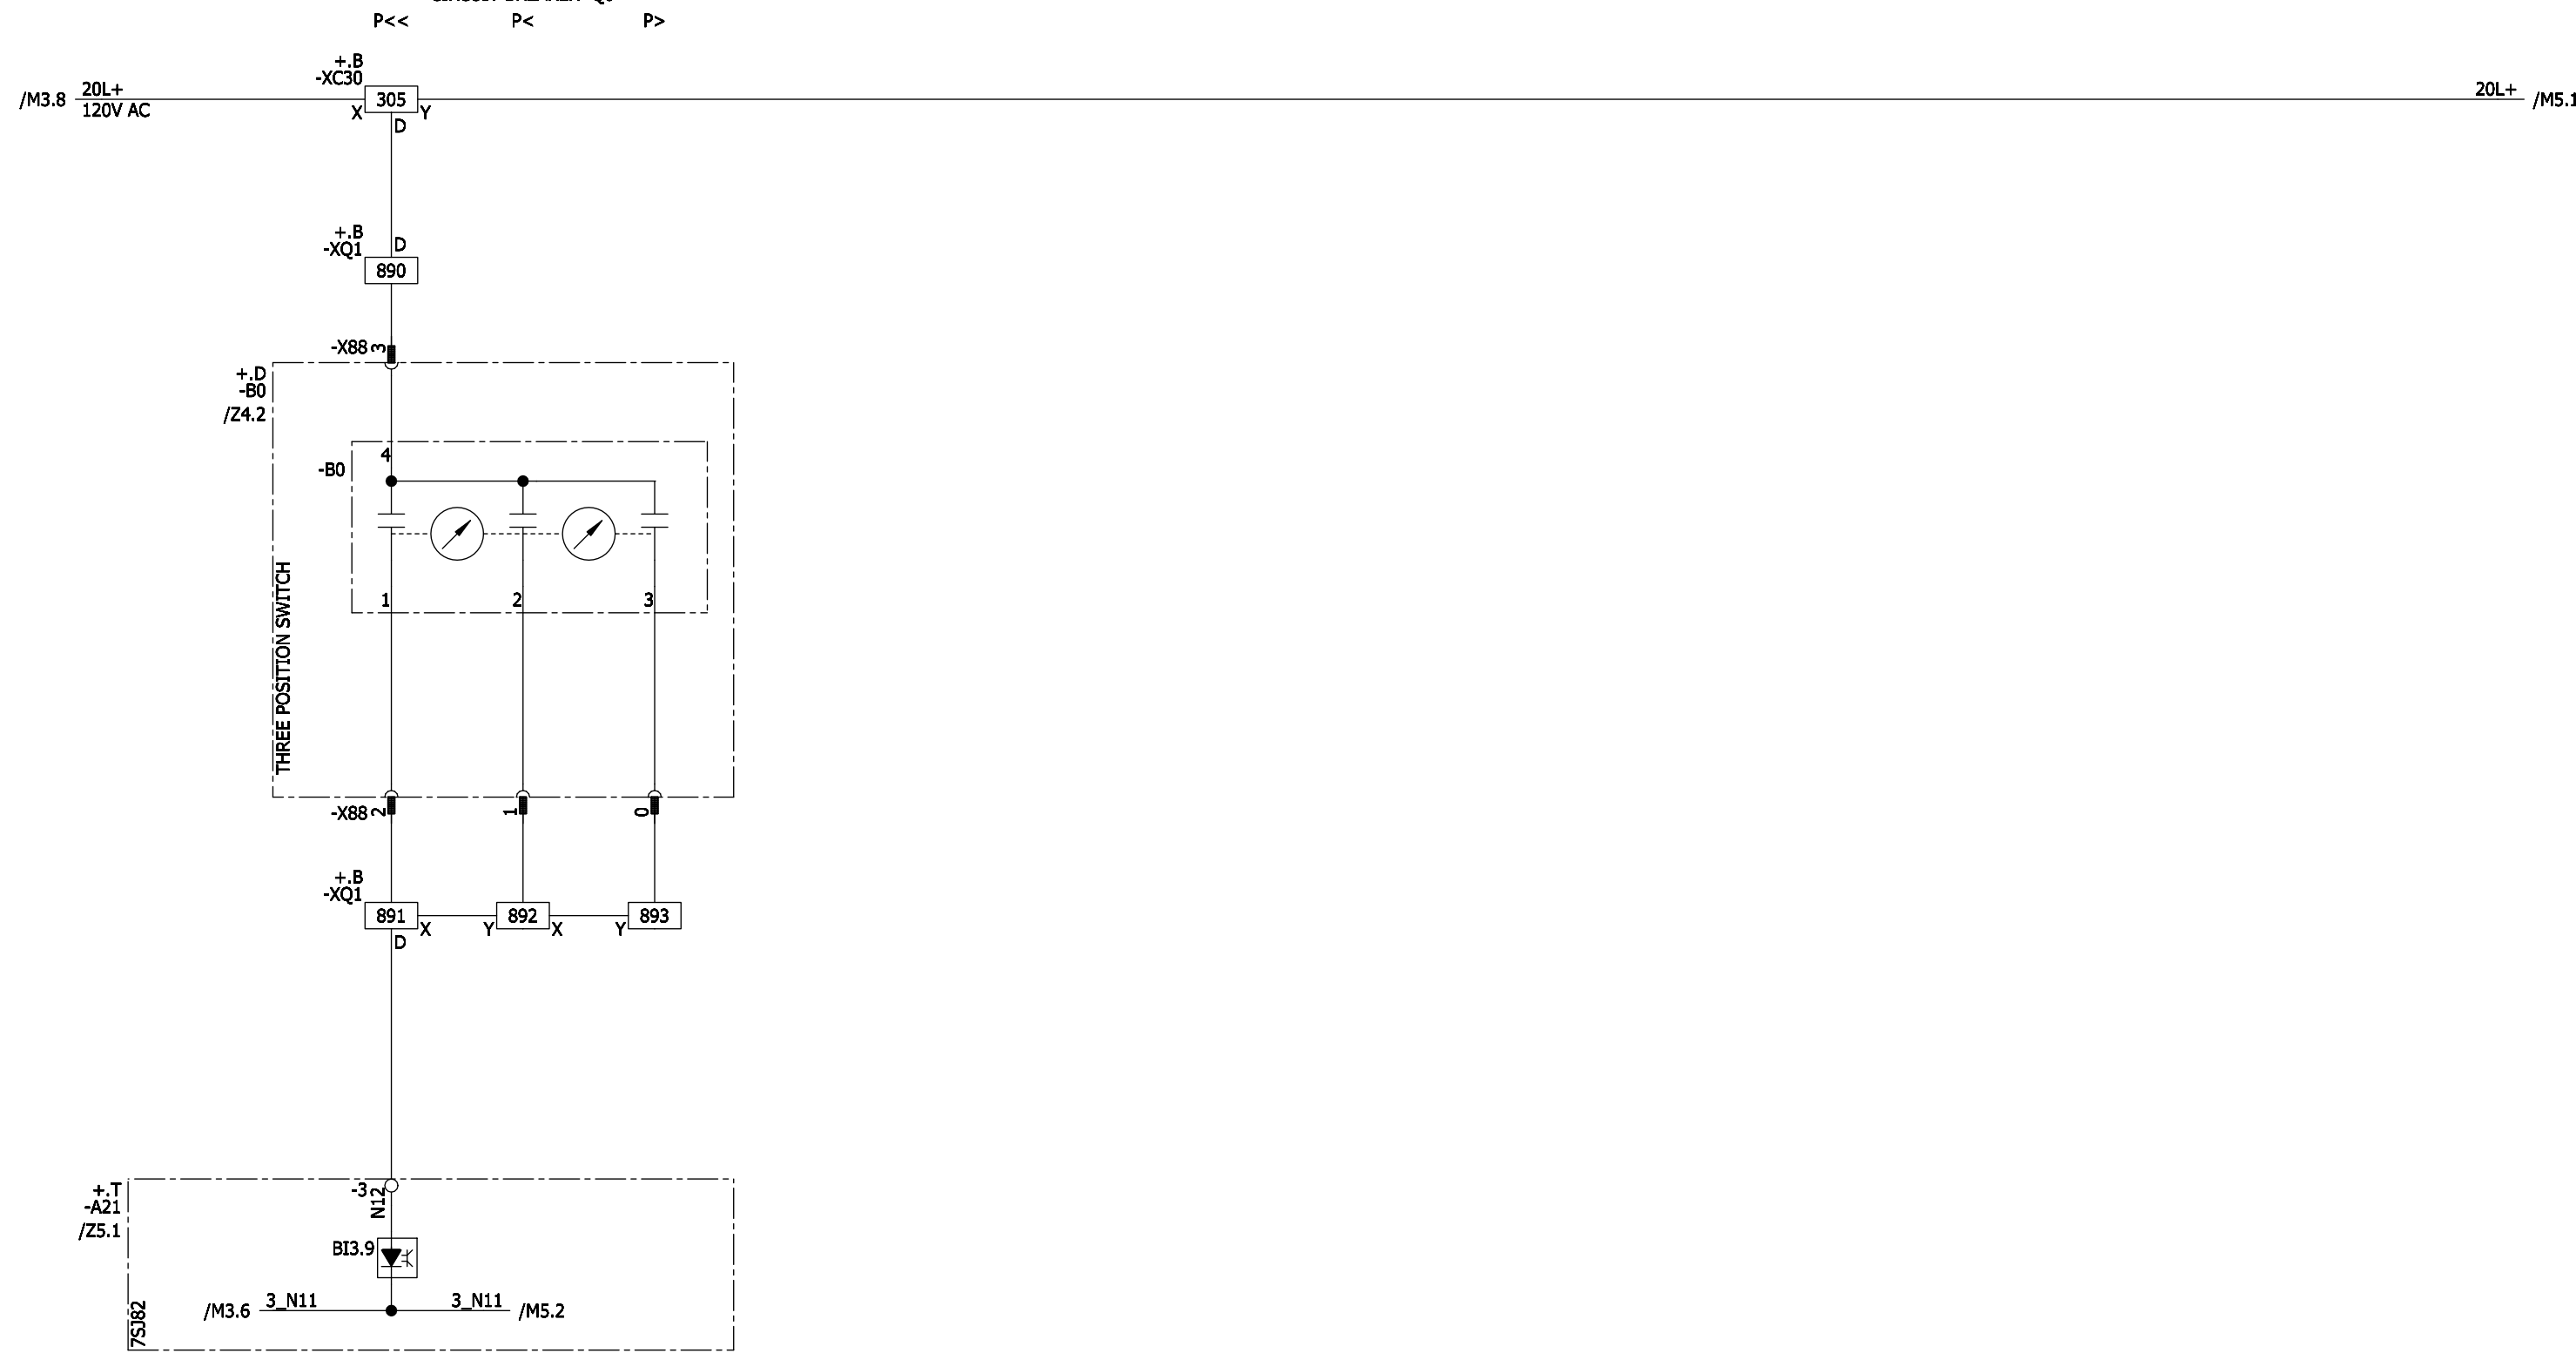 P<< P< P>
+.B
-XC30
/M3.8 20L+ 305 20L+ /M5.1
120V AC X Y
D
+.B
-XQ1 D
890
-X88 3
+.D
-B0
/Z4.2
4
-B0
1 2 3
THREE POSITION SWITCH
-X88 2 1 0
+.B
-XQ1
891 892 893
X Y X Y
D
+.T
-A21
/Z5.1
-3 N12
BI3.9
/M3.6 3_N11 3_N11 /M5.2
7SJ82